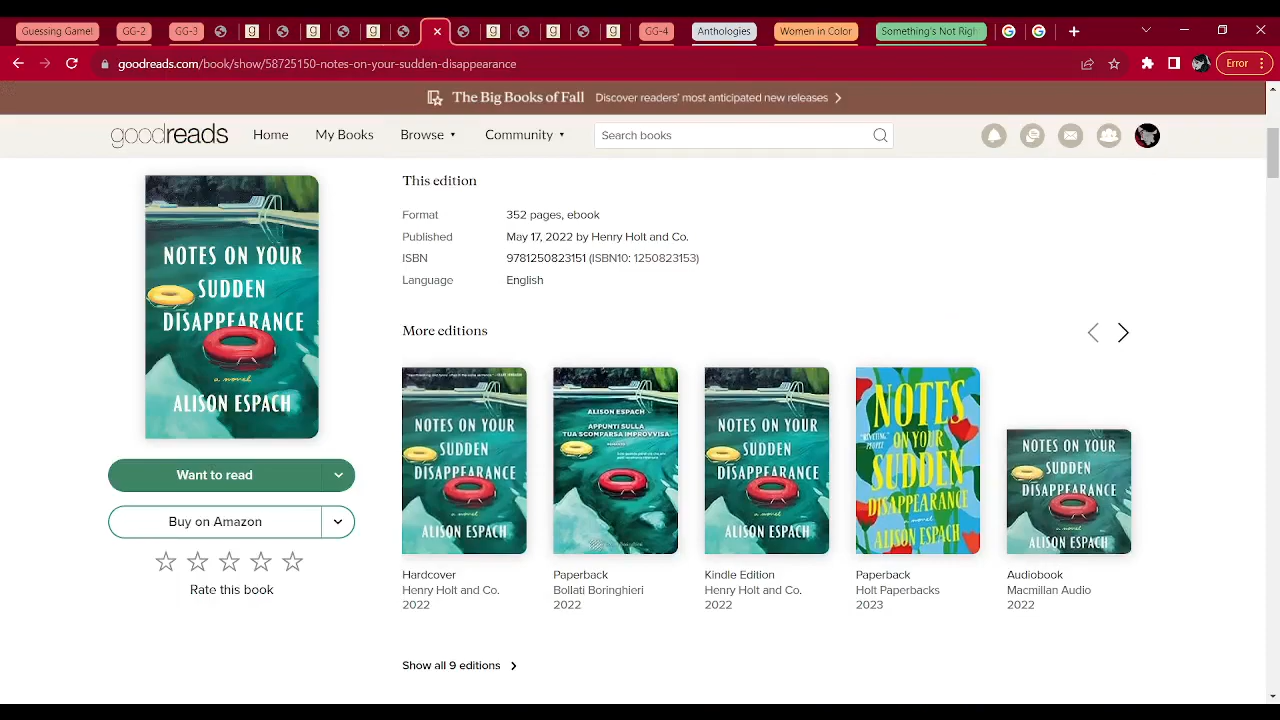 Guessing Game!
GG-2
GG-3
GG-4
Anthologies
Women in Color
Something's Not Righ
goodreads.com/book/show/58725150-notes-on-your-sudden-disappearance
Error
The Big Books of Fall Discover readers' most anticipated new releases
goodreads
Home
My Books
Browse
Community
Search books
NOTES ON YOUR
SUDDEN
DISAPPEARANCE
a novel
ALISON ESPACH
Want to read
Buy on Amazon
Rate this book
This edition
Format 352 pages, ebook
Published May 17, 2022 by Henry Holt and Co.
ISBN 9781250823151 (ISBN10: 1250823153)
Language English
More editions
NOTES ON YOUR
SUDDEN
DISAPPEARANCE
a novel
ALISON ESPACH
Hardcover
Henry Holt and Co.
2022
ALISON ESPACH
APPUNTI SULLA
TUA SCOMPARSA IMPROVVISA
Paperback
Bollati Boringhieri
2022
NOTES ON YOUR
SUDDEN
DISAPPEARANCE
a novel
ALISON ESPACH
Kindle Edition
Henry Holt and Co.
2022
NOTES
ON YOUR
"RIVETING"
PEOPLE
SUDDEN
DISAPPEARANCE
a novel
ALISON ESPACH
Paperback
Holt Paperbacks
2023
NOTES ON YOUR
SUDDEN
DISAPPEARANCE
a novel
ALISON ESPACH
Audiobook
Macmillan Audio
2022
Show all 9 editions